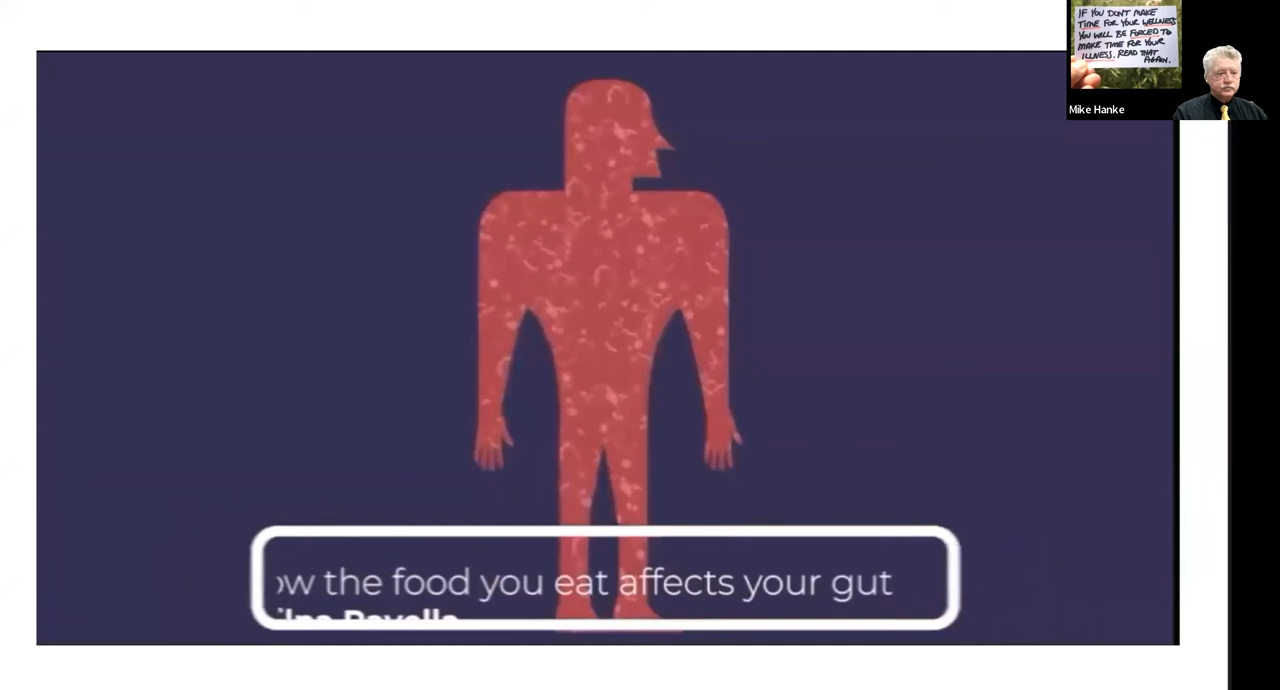 IF YOU DON'T MAKE
TIME FOR YOUR WELLNESS
YOU WILL BE FORCED TO
MAKE TIME FOR YOUR
ILLNESS. READ THAT
AGAIN.
Mike Hanke
ow the food you eat affects your gut